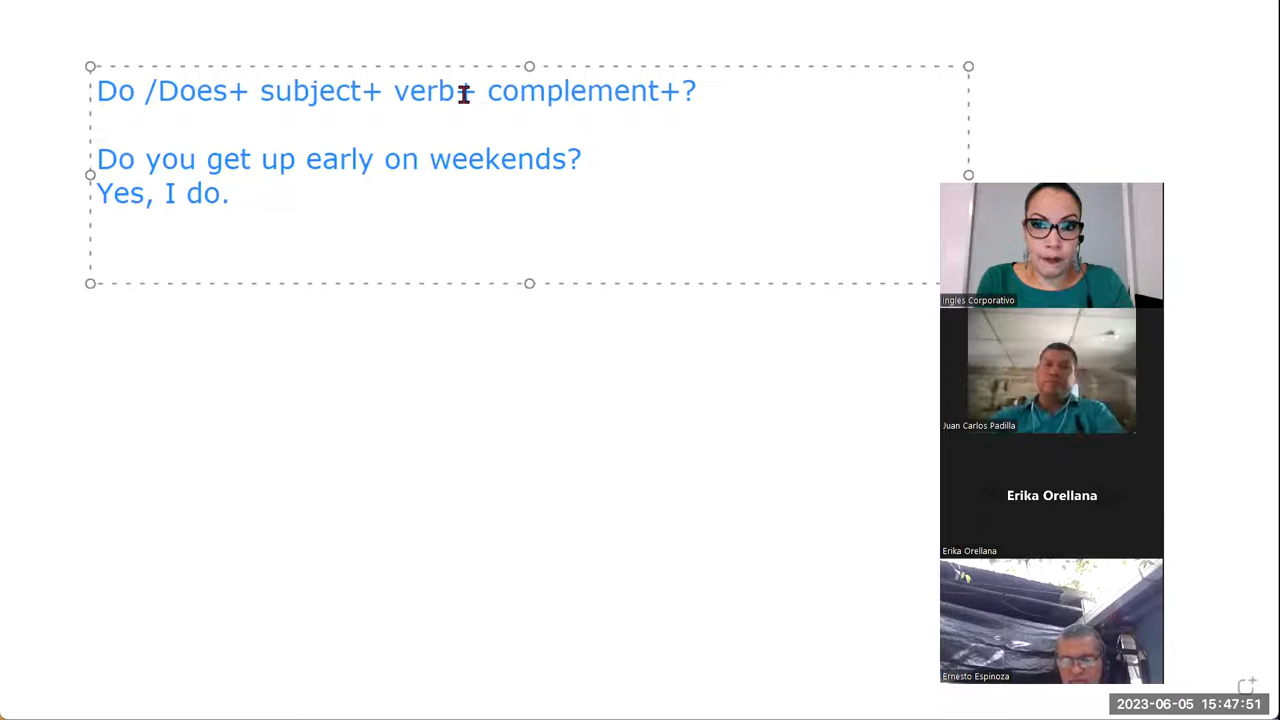 Do /Does+ subject+ verb+ complement+?
Do you get up early on weekends?
Yes, I do.
Ingles Corporativo
Juan Carlos Padilla
Erika Orellana
Erika Orellana
Ernesto Espinoza
2023-06-05 15:47:51